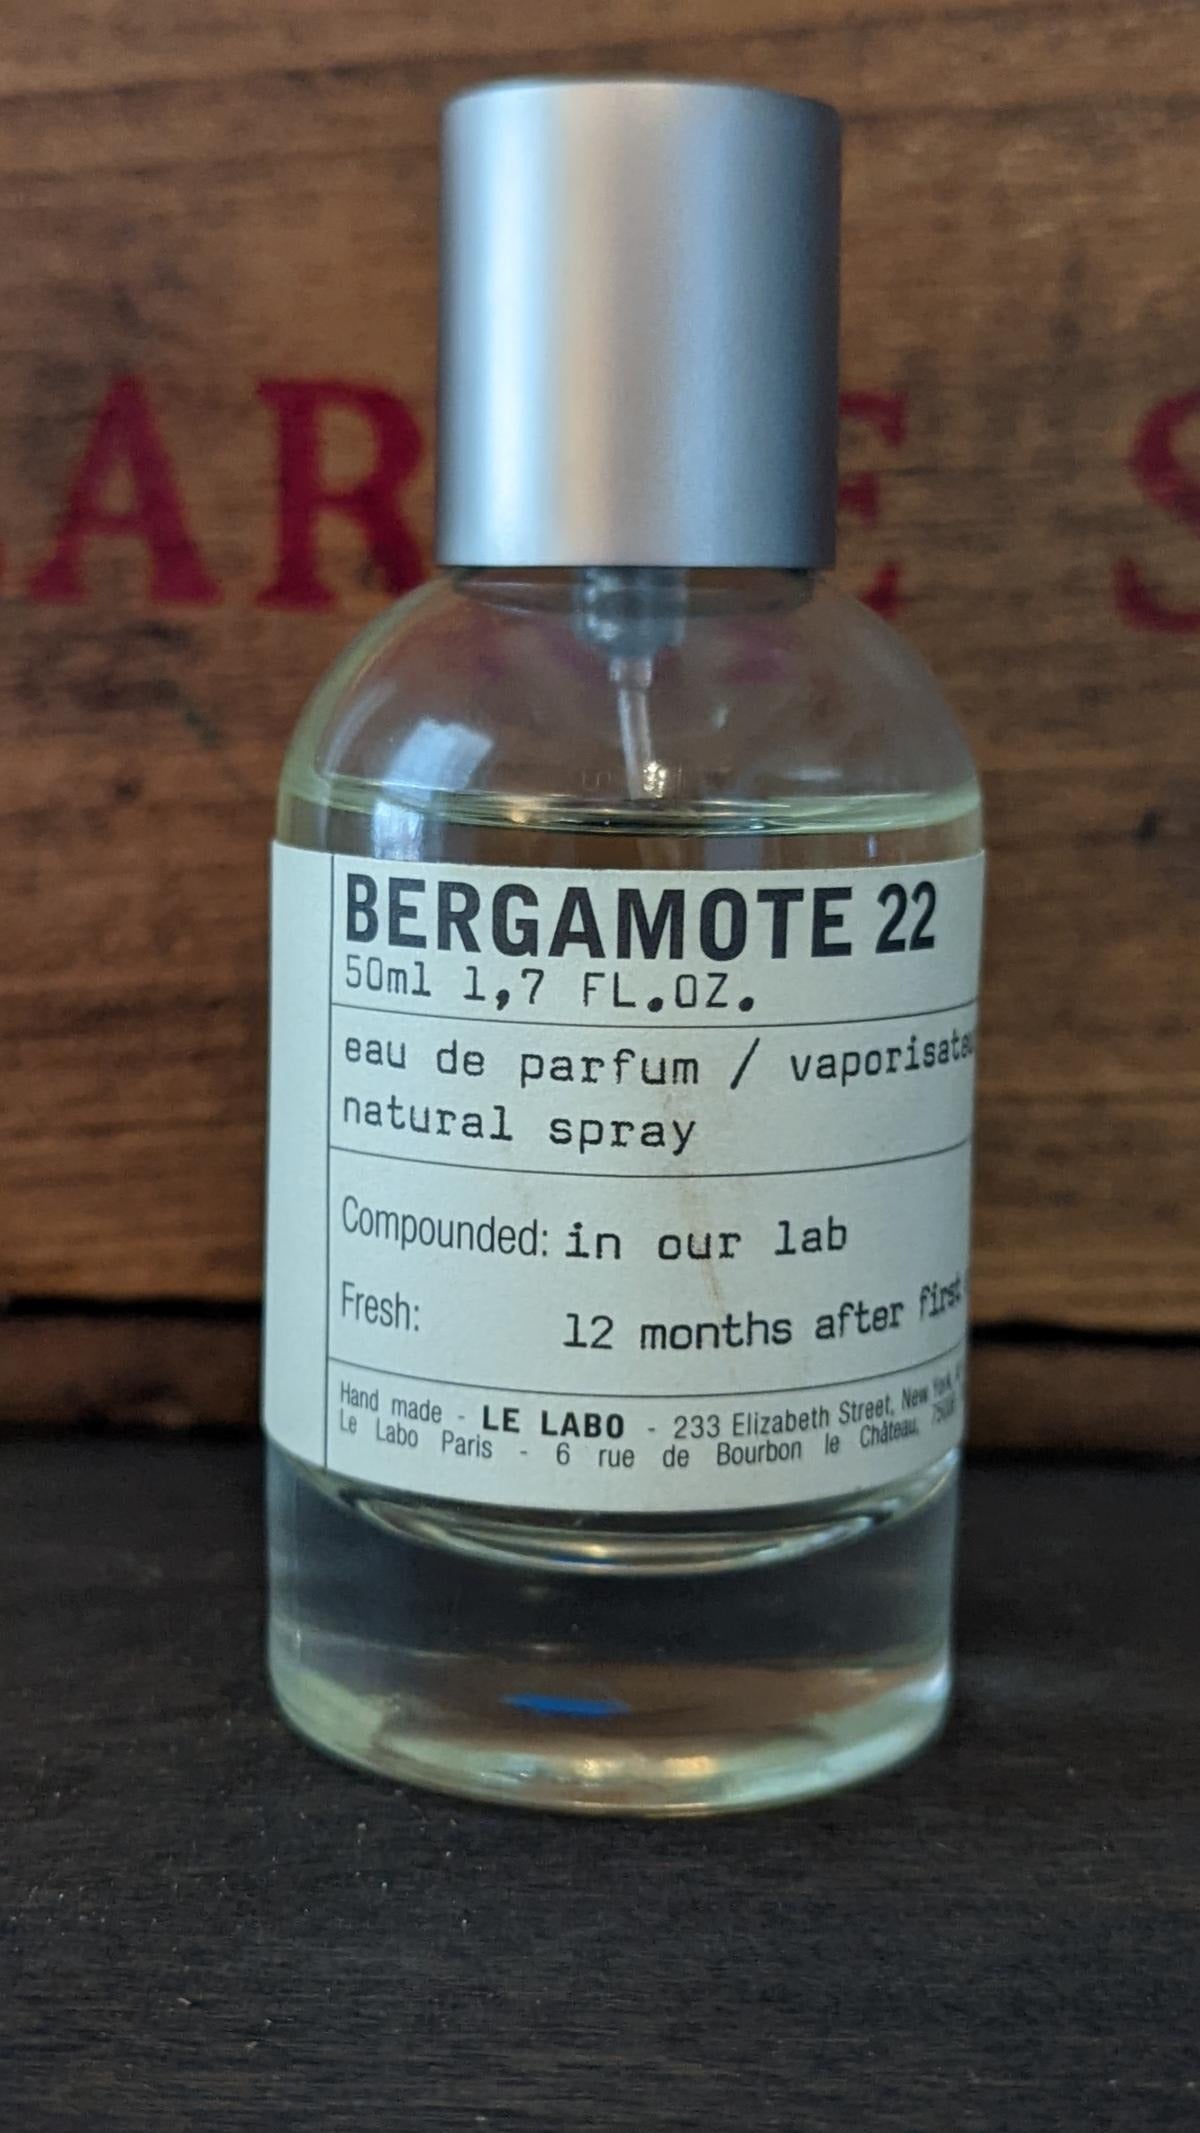 BERGAMOTE 22
50ml 1,7 FL.OZ.
eau de parfum / vaporisateu
natural spray
Compounded: in our lab
Fresh: 12 months after first
Hand made - LE LABO - 233 Elizabeth Street, New York,
Le Labo Paris - 6 rue de Bourbon le Château,